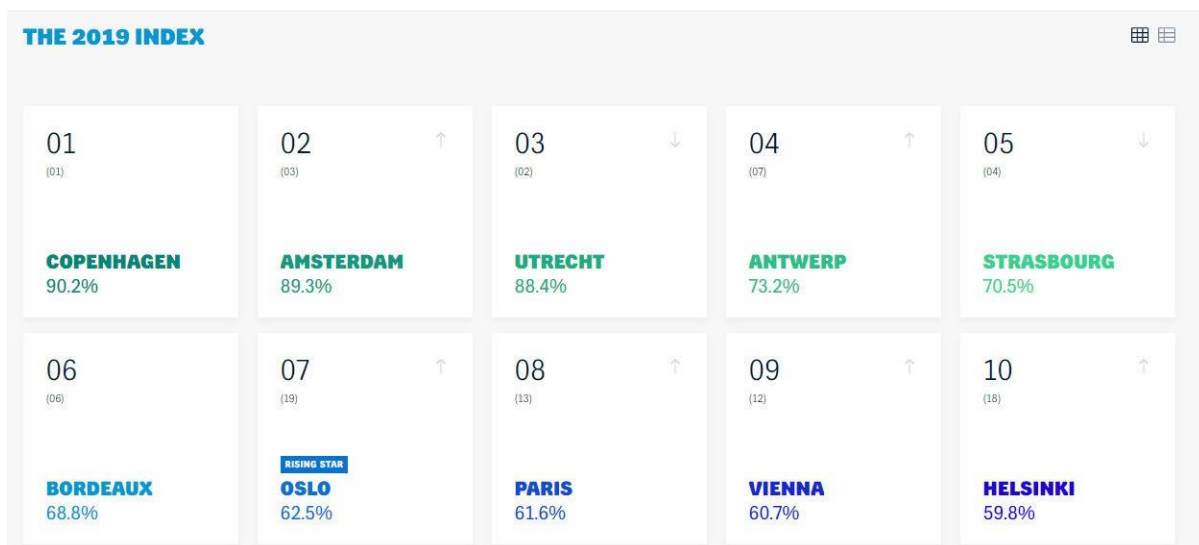 THE 2019 INDEX
01
(01)
COPENHAGEN
90.2%
02
(03)
AMSTERDAM
89.3%
03
(02)
UTRECHT
88.4%
04
(07)
ANTWERP
73.2%
05
(04)
STRASBOURG
70.5%
06
(06)
BORDEAUX
68.8%
07
(19)
RISING STAR
OSLO
62.5%
08
(13)
PARIS
61.6%
09
(12)
VIENNA
60.7%
10
(18)
HELSINKI
59.8%